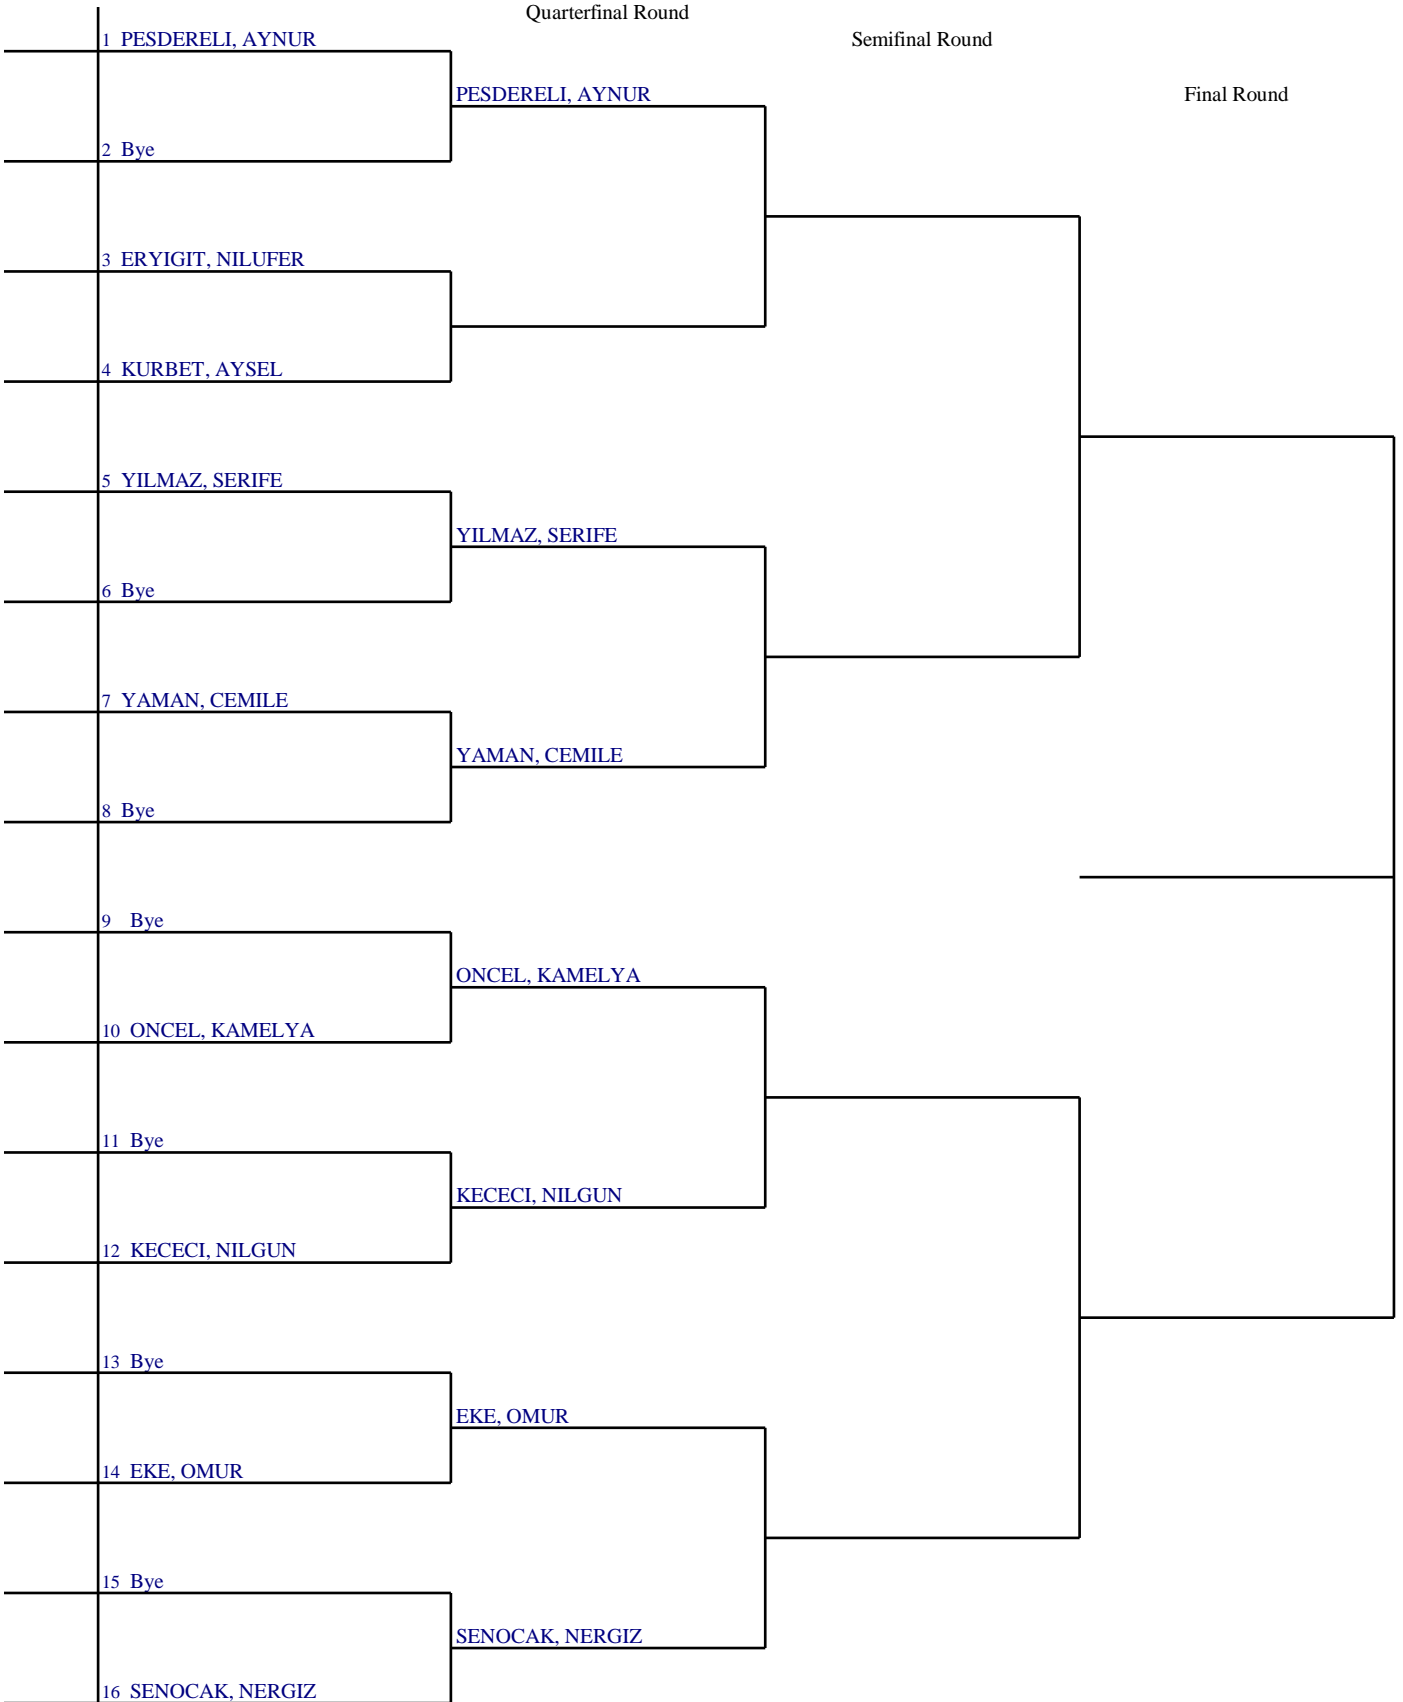 Quarterfinal Round
1 PESDERELI, AYNUR
Semifinal Round
PESDERELI, AYNUR
Final Round
2 Bye
3 ERYIGIT, NILUFER
4 KURBET, AYSEL
5 YILMAZ, SERIFE
YILMAZ, SERIFE
6 Bye
7 YAMAN, CEMILE
YAMAN, CEMILE
8 Bye
9 Bye
ONCEL, KAMELYA
10 ONCEL, KAMELYA
11 Bye
KECECI, NILGUN
12 KECECI, NILGUN
13 Bye
EKE, OMUR
14 EKE, OMUR
15 Bye
SENOCAK, NERGIZ
16 SENOCAK, NERGIZ